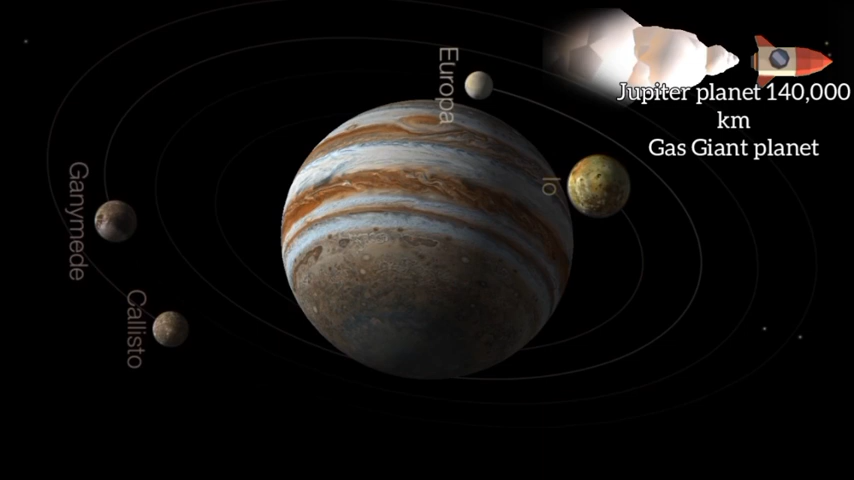 Jupiter planet 140,000
km
Gas Giant planet
Europa
Io
Ganymede
Callisto